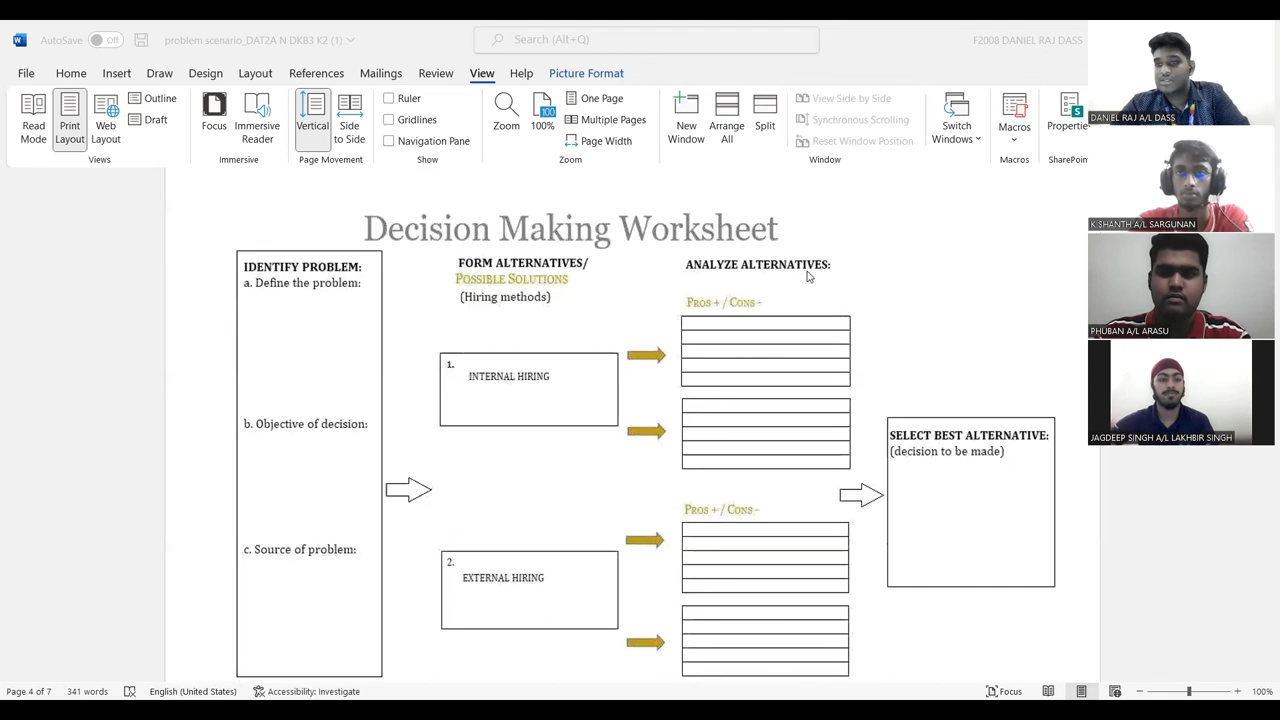 AutoSave Off problem scenario_DAT2A N DKB3 K2 (1) Search (Alt+Q) F2008 DANIEL RAJ DASS
File Home Insert Draw Design Layout References Mailings Review View Help Picture Format
Read Mode
Print Layout
Web Layout
Outline
Draft
Views
Focus
Immersive Reader
Immersive
Vertical
Side to Side
Page Movement
Ruler
Gridlines
Navigation Pane
Show
Zoom
100
100%
One Page
Multiple Pages
Page Width
Zoom
New Window
Arrange All
Split
View Side by Side
Synchronous Scrolling
Reset Window Position
Switch Windows
Window
Macros
Macros
Properties
SharePoint
DANIEL RAJ A/L DASS
KISHANTH A/L SARGUNAN
PHUBAN A/L ARASU
JAGDEEP SINGH A/L LAKHBIR SINGH
Decision Making Worksheet
IDENTIFY PROBLEM:
a. Define the problem:
b. Objective of decision:
c. Source of problem:
FORM ALTERNATIVES/
POSSIBLE SOLUTIONS
(Hiring methods)
1.
INTERNAL HIRING
2.
EXTERNAL HIRING
ANALYZE ALTERNATIVES:
PROS + / CONS -
PROS + / CONS -
SELECT BEST ALTERNATIVE:
(decision to be made)
Page 4 of 7 341 words English (United States) Accessibility: Investigate Focus 100%